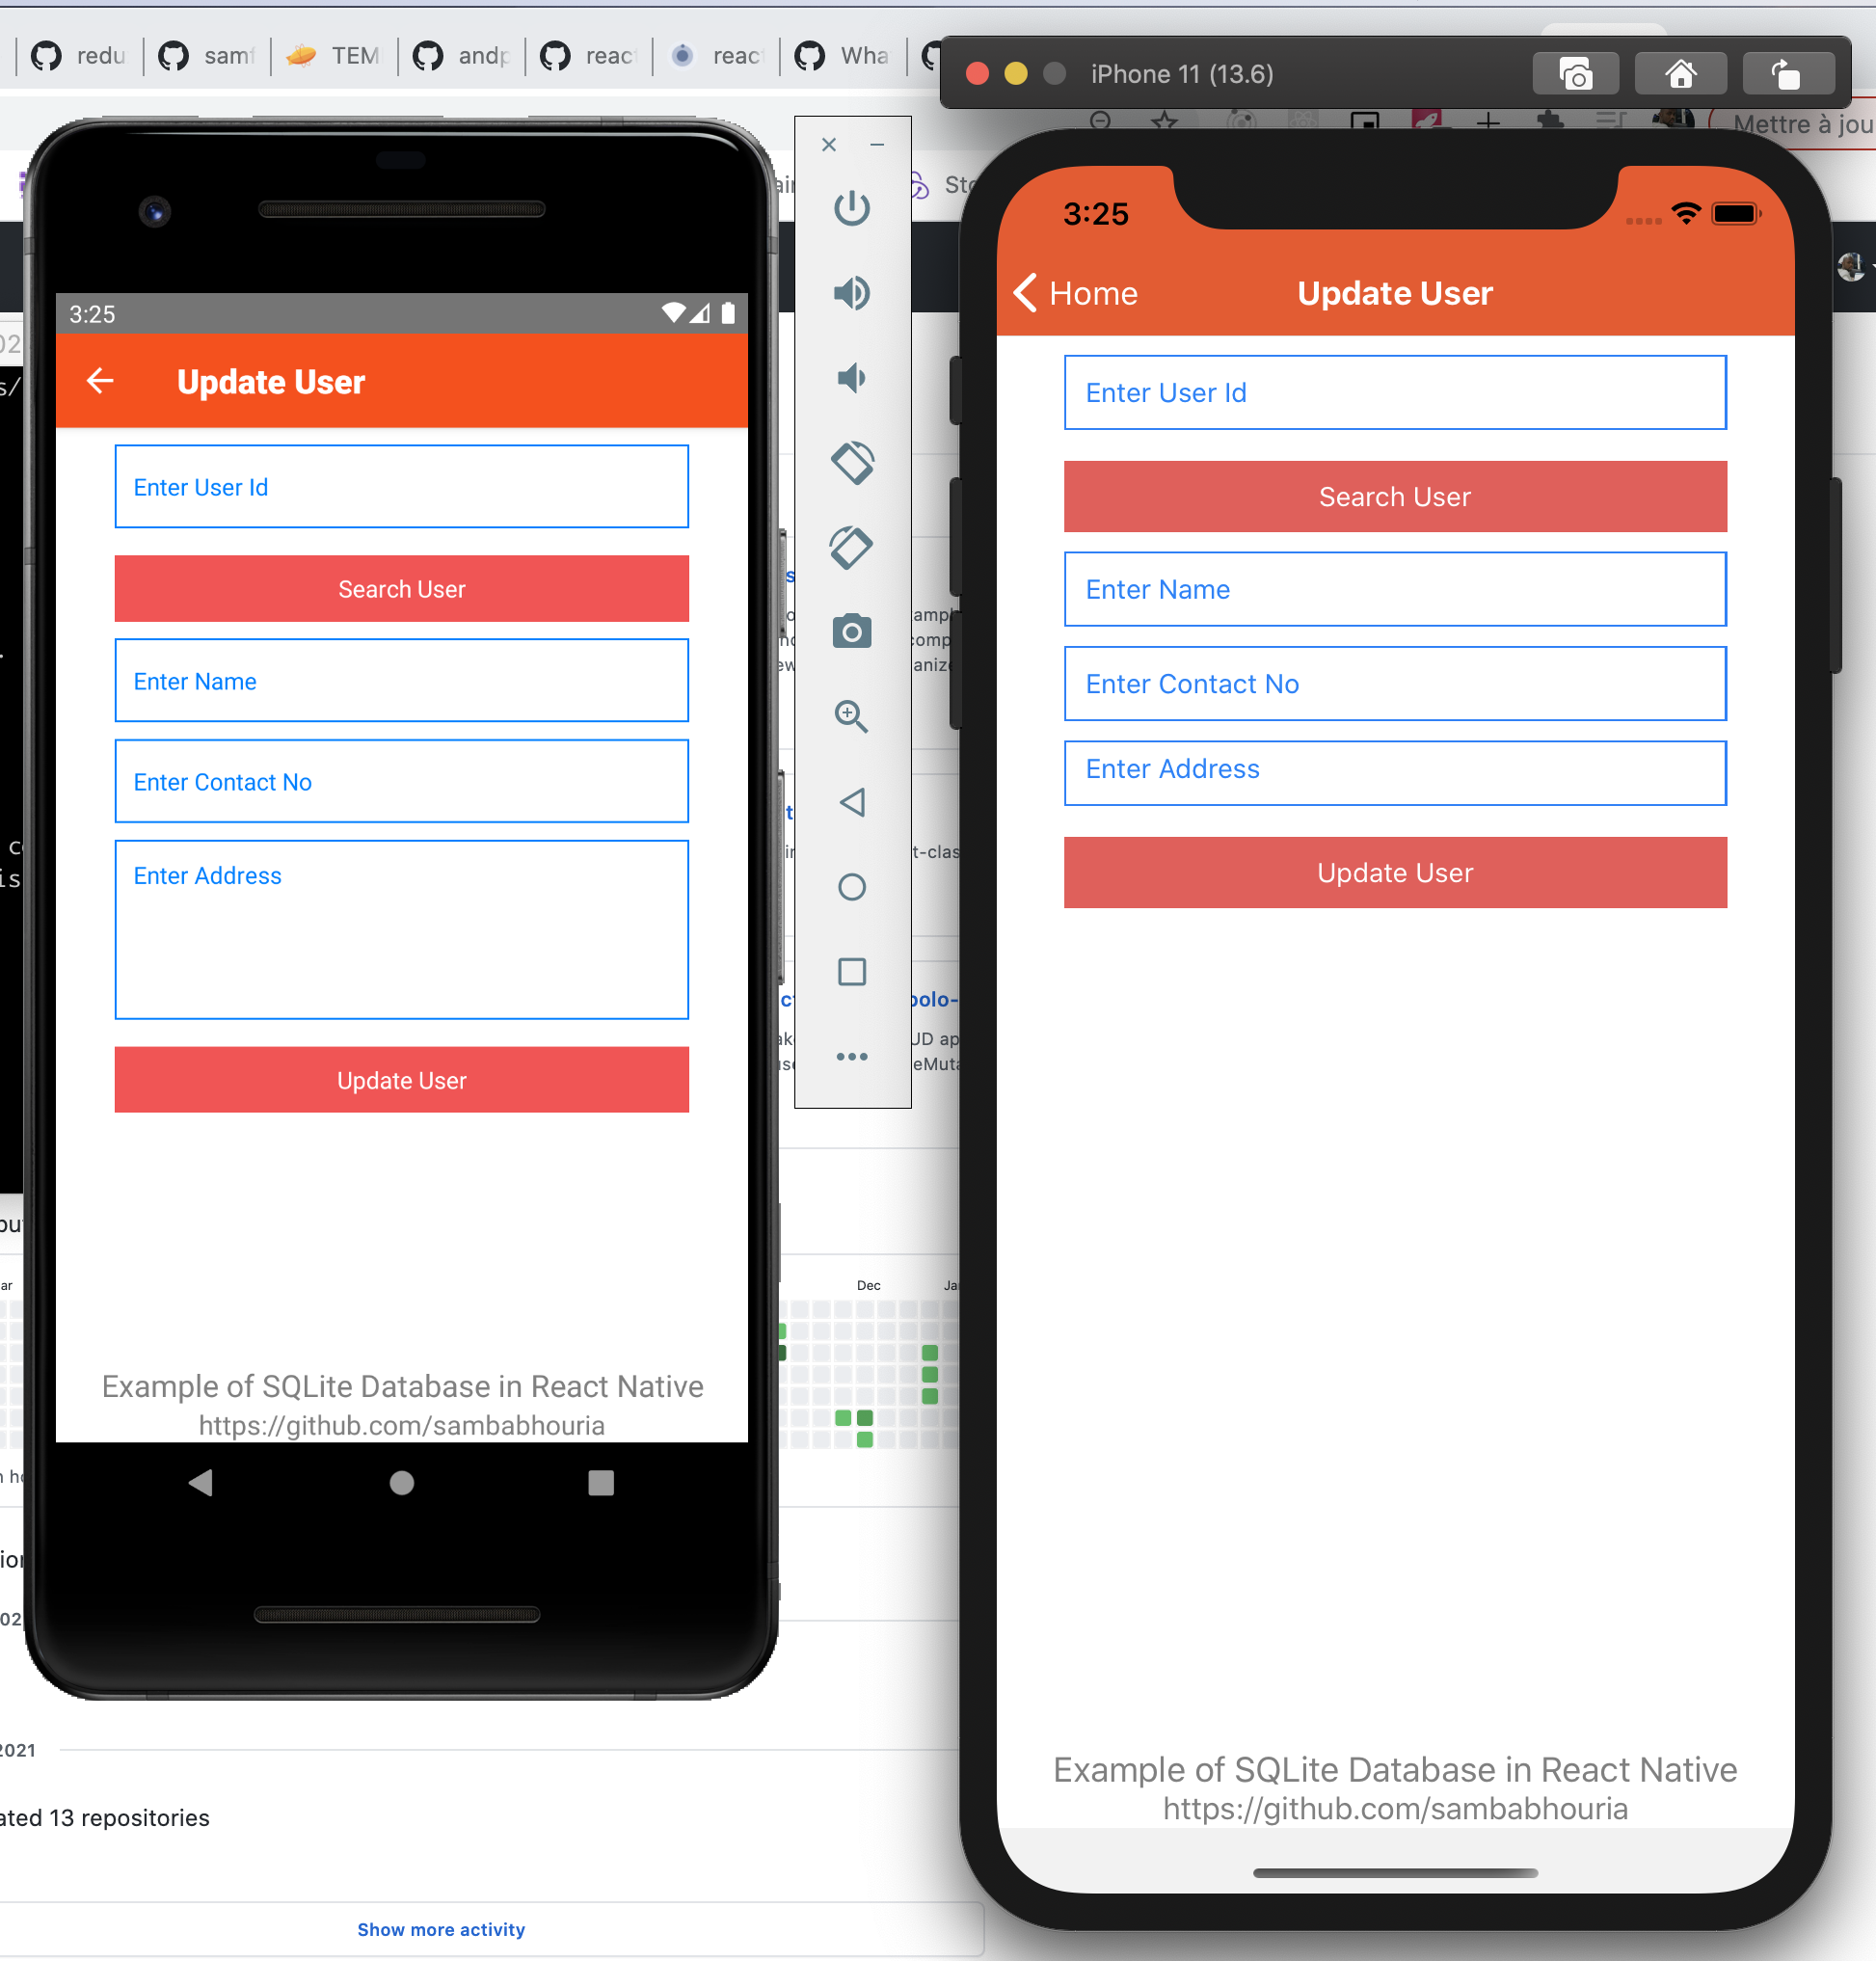 redu
samf
TEM
andp
reac
reac
Wha
iPhone 11 (13.6)
Mettre à jou
3:25
Update User
Enter User Id
Search User
Enter Name
Enter Contact No
Enter Address
Update User
Example of SQLite Database in React Native
https://github.com/sambabhouria
3:25
Home
Update User
Enter User Id
Search User
Enter Name
Enter Contact No
Enter Address
Update User
Example of SQLite Database in React Native
https://github.com/sambabhouria
Dec
2021
ated 13 repositories
Show more activity